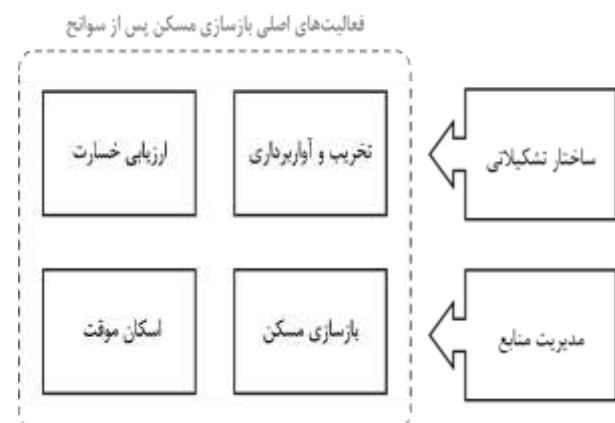 فعالیت‌های اصلی بازسازی مسکن پس از سوانح
ساختار تشکیلاتی
تخریب و آواربرداری
ارزیابی خسارت
مدیریت منابع
بازسازی مسکن
اسکان موقت